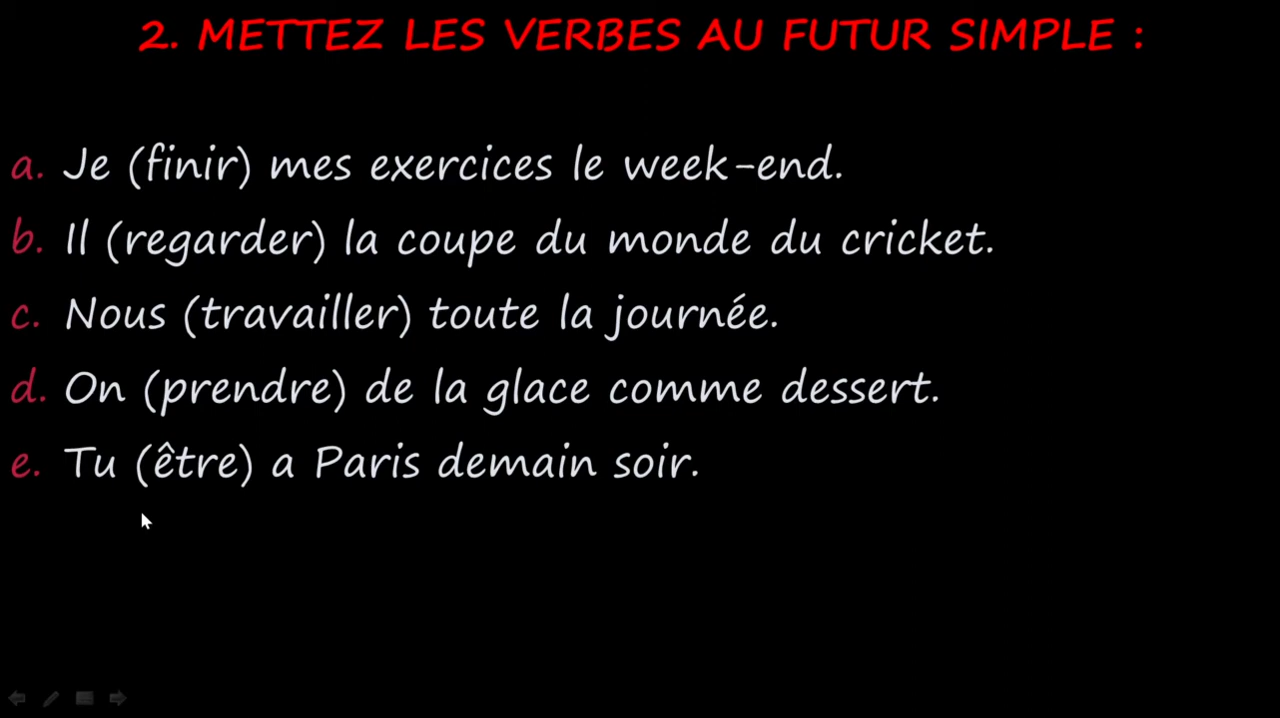 2. METTEZ LES VERBES AU FUTUR SIMPLE :
a. Je (finir) mes exercices le week-end.
b. Il (regarder) la coupe du monde du cricket.
c. Nous (travailler) toute la journée.
d. On (prendre) de la glace comme dessert.
e. Tu (être) a Paris demain soir.